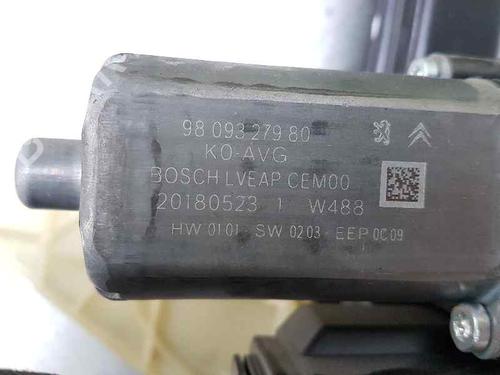 98 093 279 80
KO-AVG
BOSCH LVEAP CEM00
20180523 1 W488
HW 0101 SW 0203 - EEP 0C09